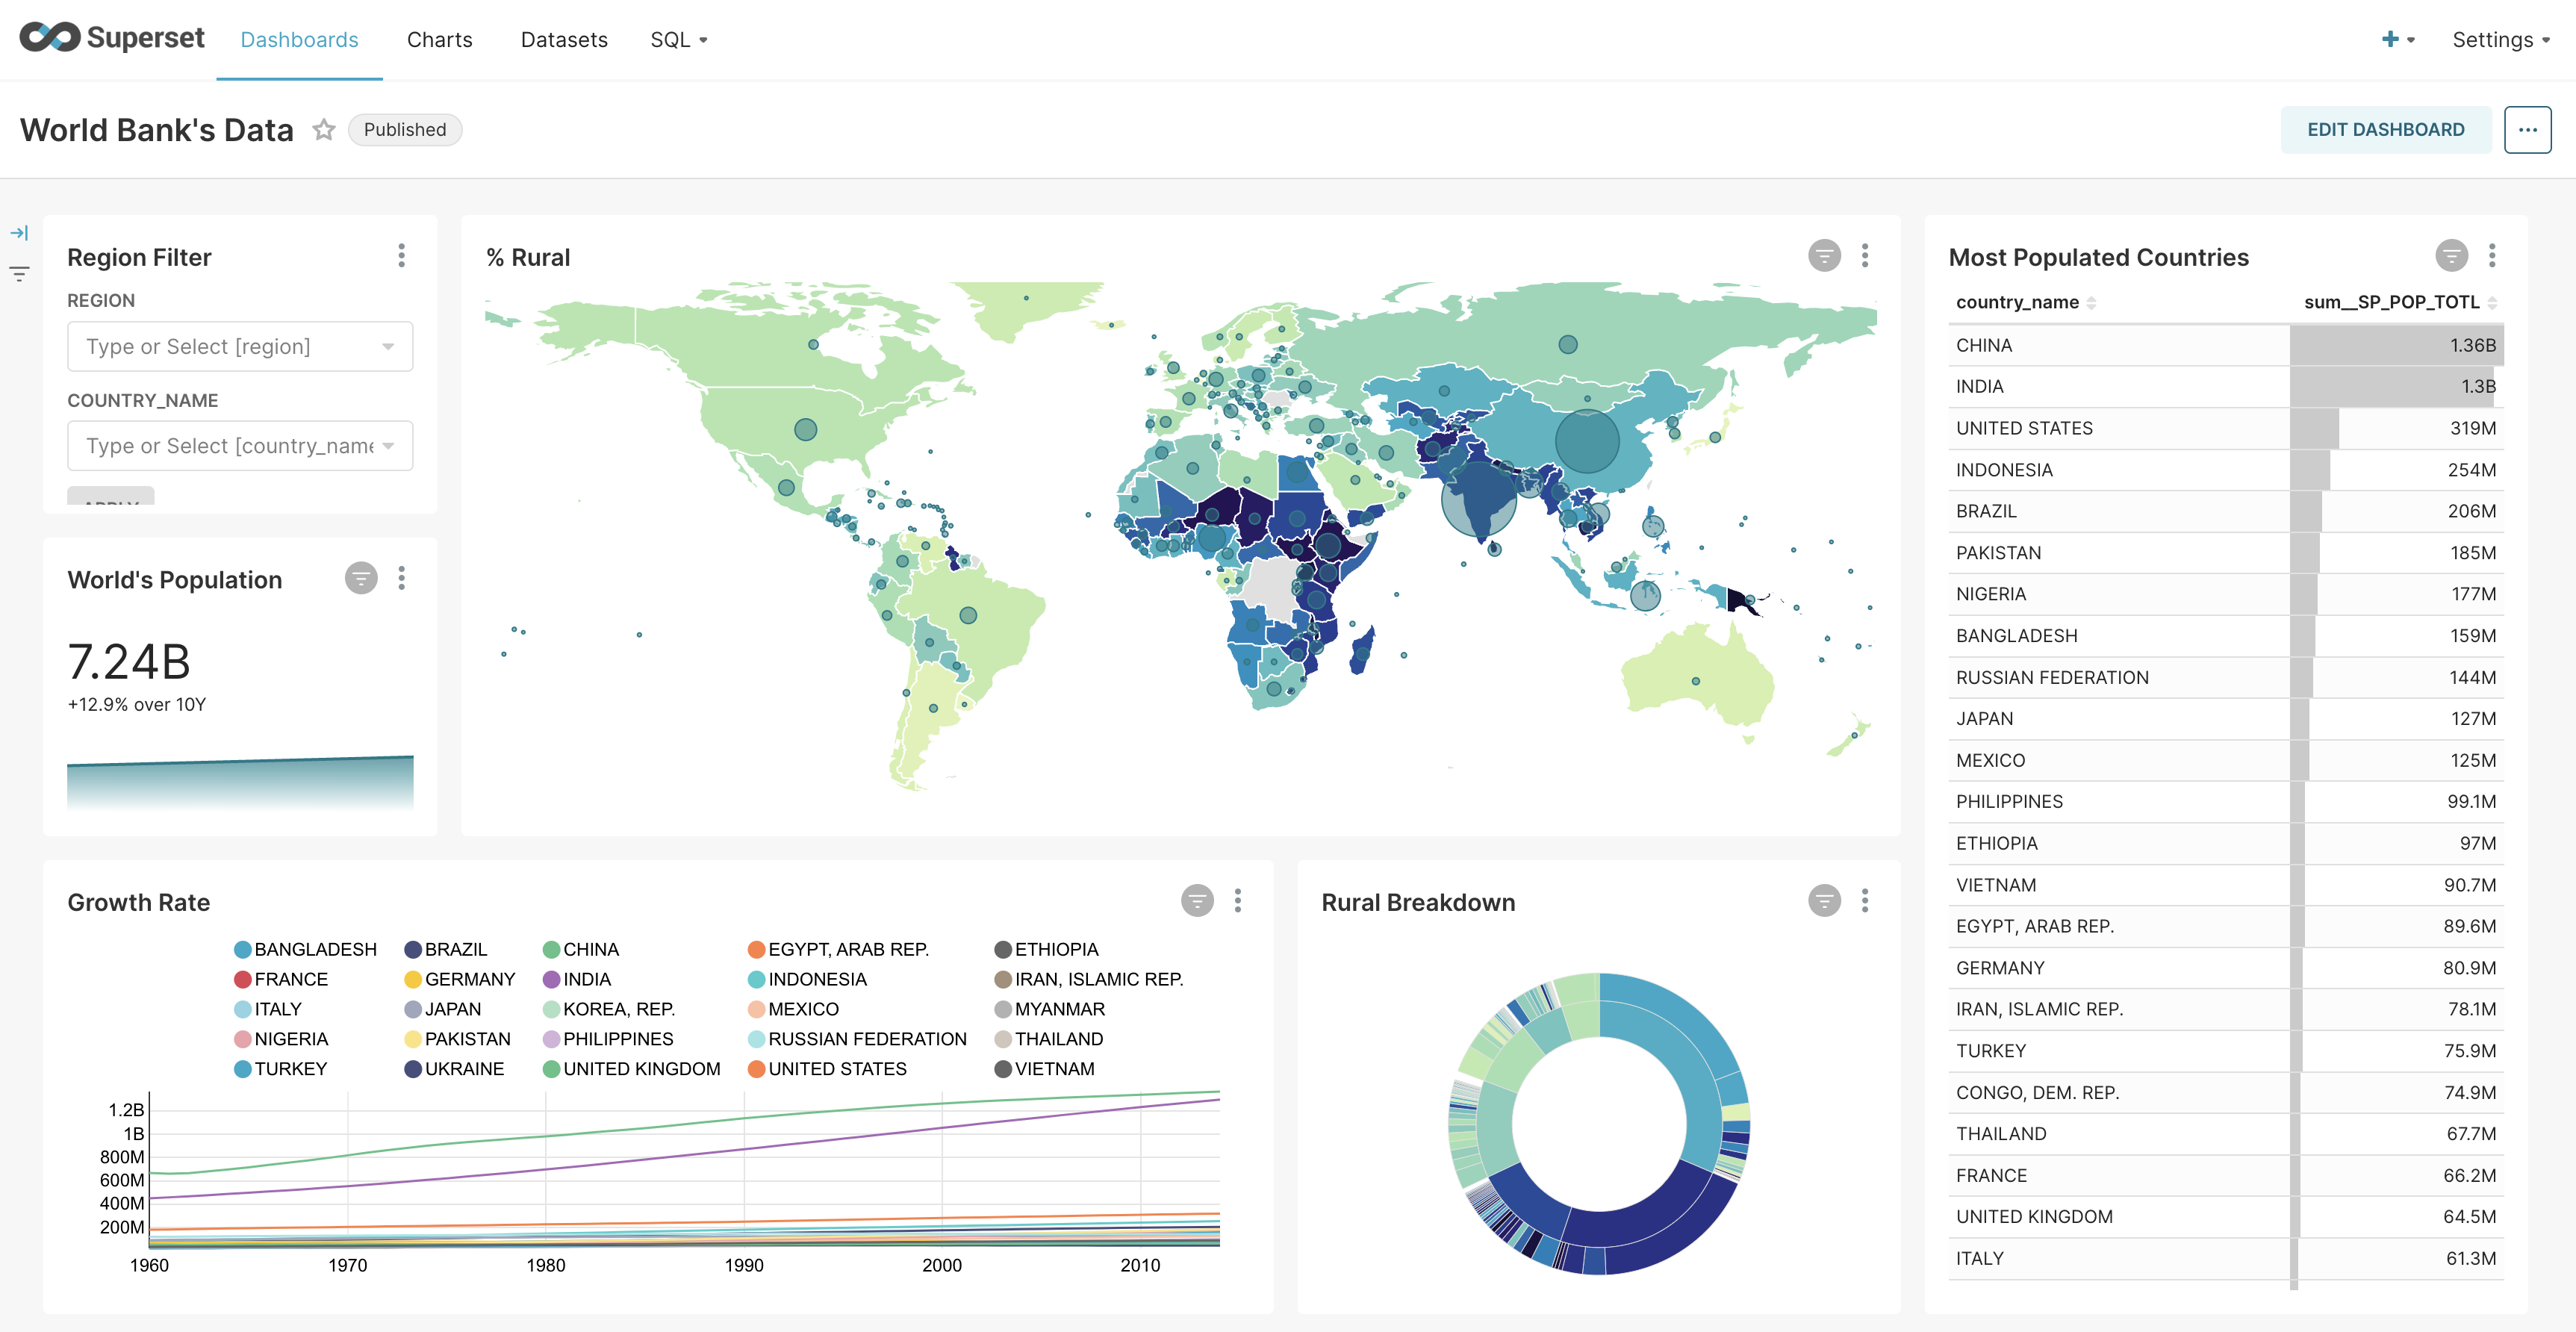 Superset
Dashboards
Charts
Datasets
SQL
Settings
World Bank's Data
Published
EDIT DASHBOARD
Region Filter
REGION
Type or Select [region]
COUNTRY_NAME
Type or Select [country_name
World's Population
7.24B
+12.9% over 10Y
% Rural
Most Populated Countries
country_name sum__SP_POP_TOTL
CHINA 1.36B
INDIA 1.3B
UNITED STATES 319M
INDONESIA 254M
BRAZIL 206M
PAKISTAN 185M
NIGERIA 177M
BANGLADESH 159M
RUSSIAN FEDERATION 144M
JAPAN 127M
MEXICO 125M
PHILIPPINES 99.1M
ETHIOPIA 97M
VIETNAM 90.7M
EGYPT, ARAB REP. 89.6M
GERMANY 80.9M
IRAN, ISLAMIC REP. 78.1M
TURKEY 75.9M
CONGO, DEM. REP. 74.9M
THAILAND 67.7M
FRANCE 66.2M
UNITED KINGDOM 64.5M
ITALY 61.3M
Growth Rate
BANGLADESH BRAZIL CHINA EGYPT, ARAB REP. ETHIOPIA
FRANCE GERMANY INDIA INDONESIA IRAN, ISLAMIC REP.
ITALY JAPAN KOREA, REP. MEXICO MYANMAR
NIGERIA PAKISTAN PHILIPPINES RUSSIAN FEDERATION THAILAND
TURKEY UKRAINE UNITED KINGDOM UNITED STATES VIETNAM
1.2B
1B
800M
600M
400M
200M
1960 1970 1980 1990 2000 2010
Rural Breakdown